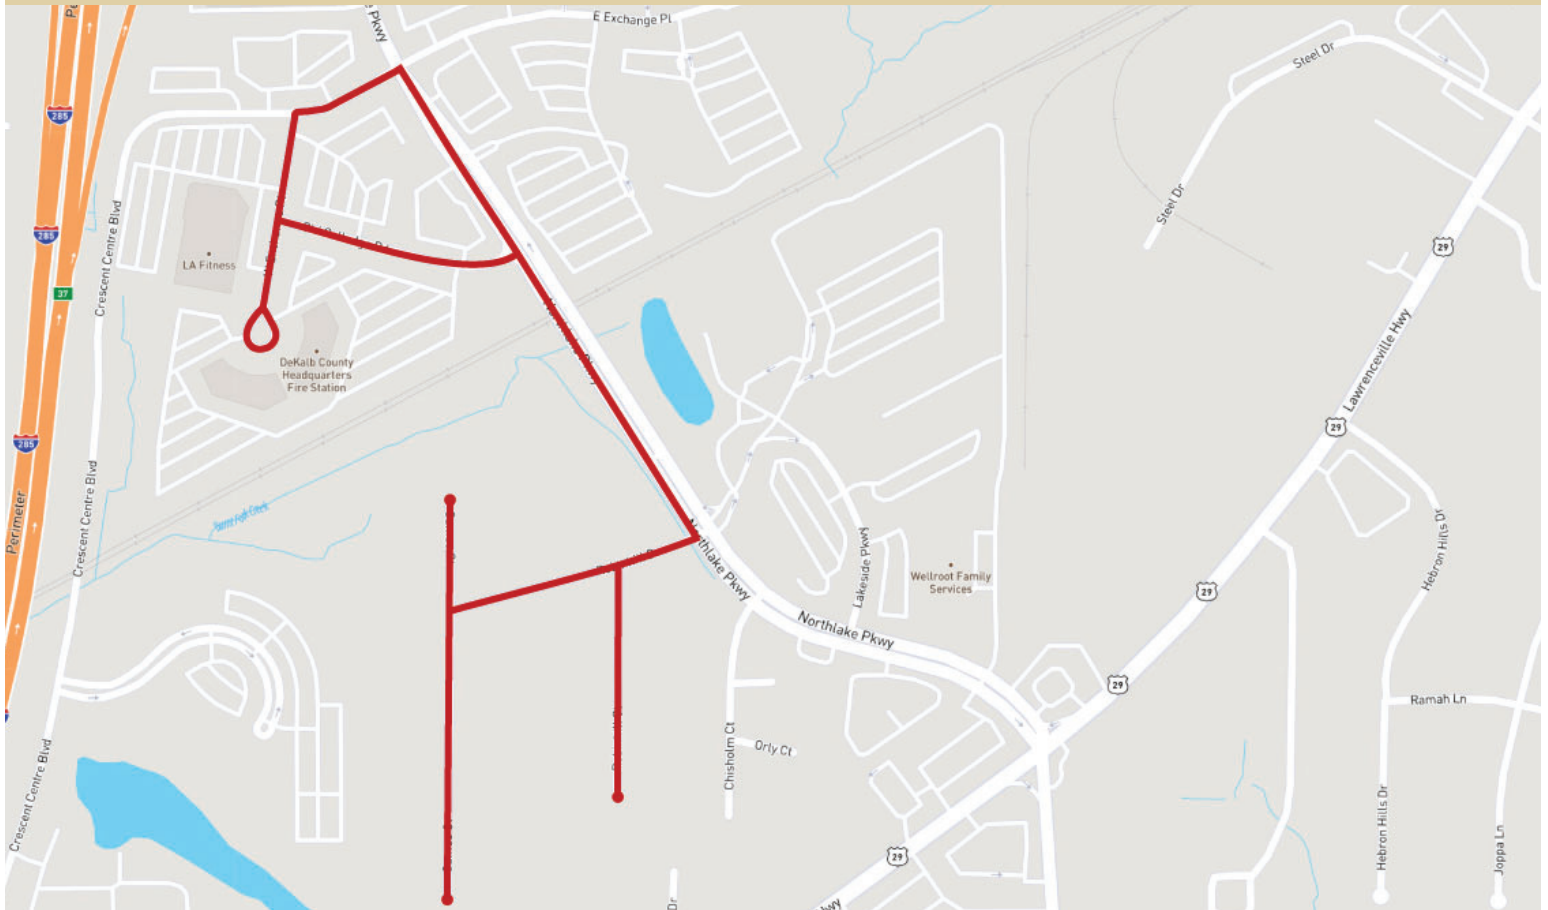 e Pkwy
E Exchange Pl
Steel Dr
285
Steel Dr
Crescent Centre Blvd
285
29
LA Fitness
37
Northlake Pkwy
DeKalb County
Headquarters
Fire Station
Lawrenceville Hwy
29
285
Crescent Centre Blvd
Perimeter
Northlake Pkwy
Lakeside Pkwy
Hebron Hills Dr
Wellroot Family
Services
29
Northlake Pkwy
29
Ramah Ln
Chisholm Ct
Orly Ct
Crescent Centre Blvd
Hebron Hills Dr
Joppa Ln
29
Dr